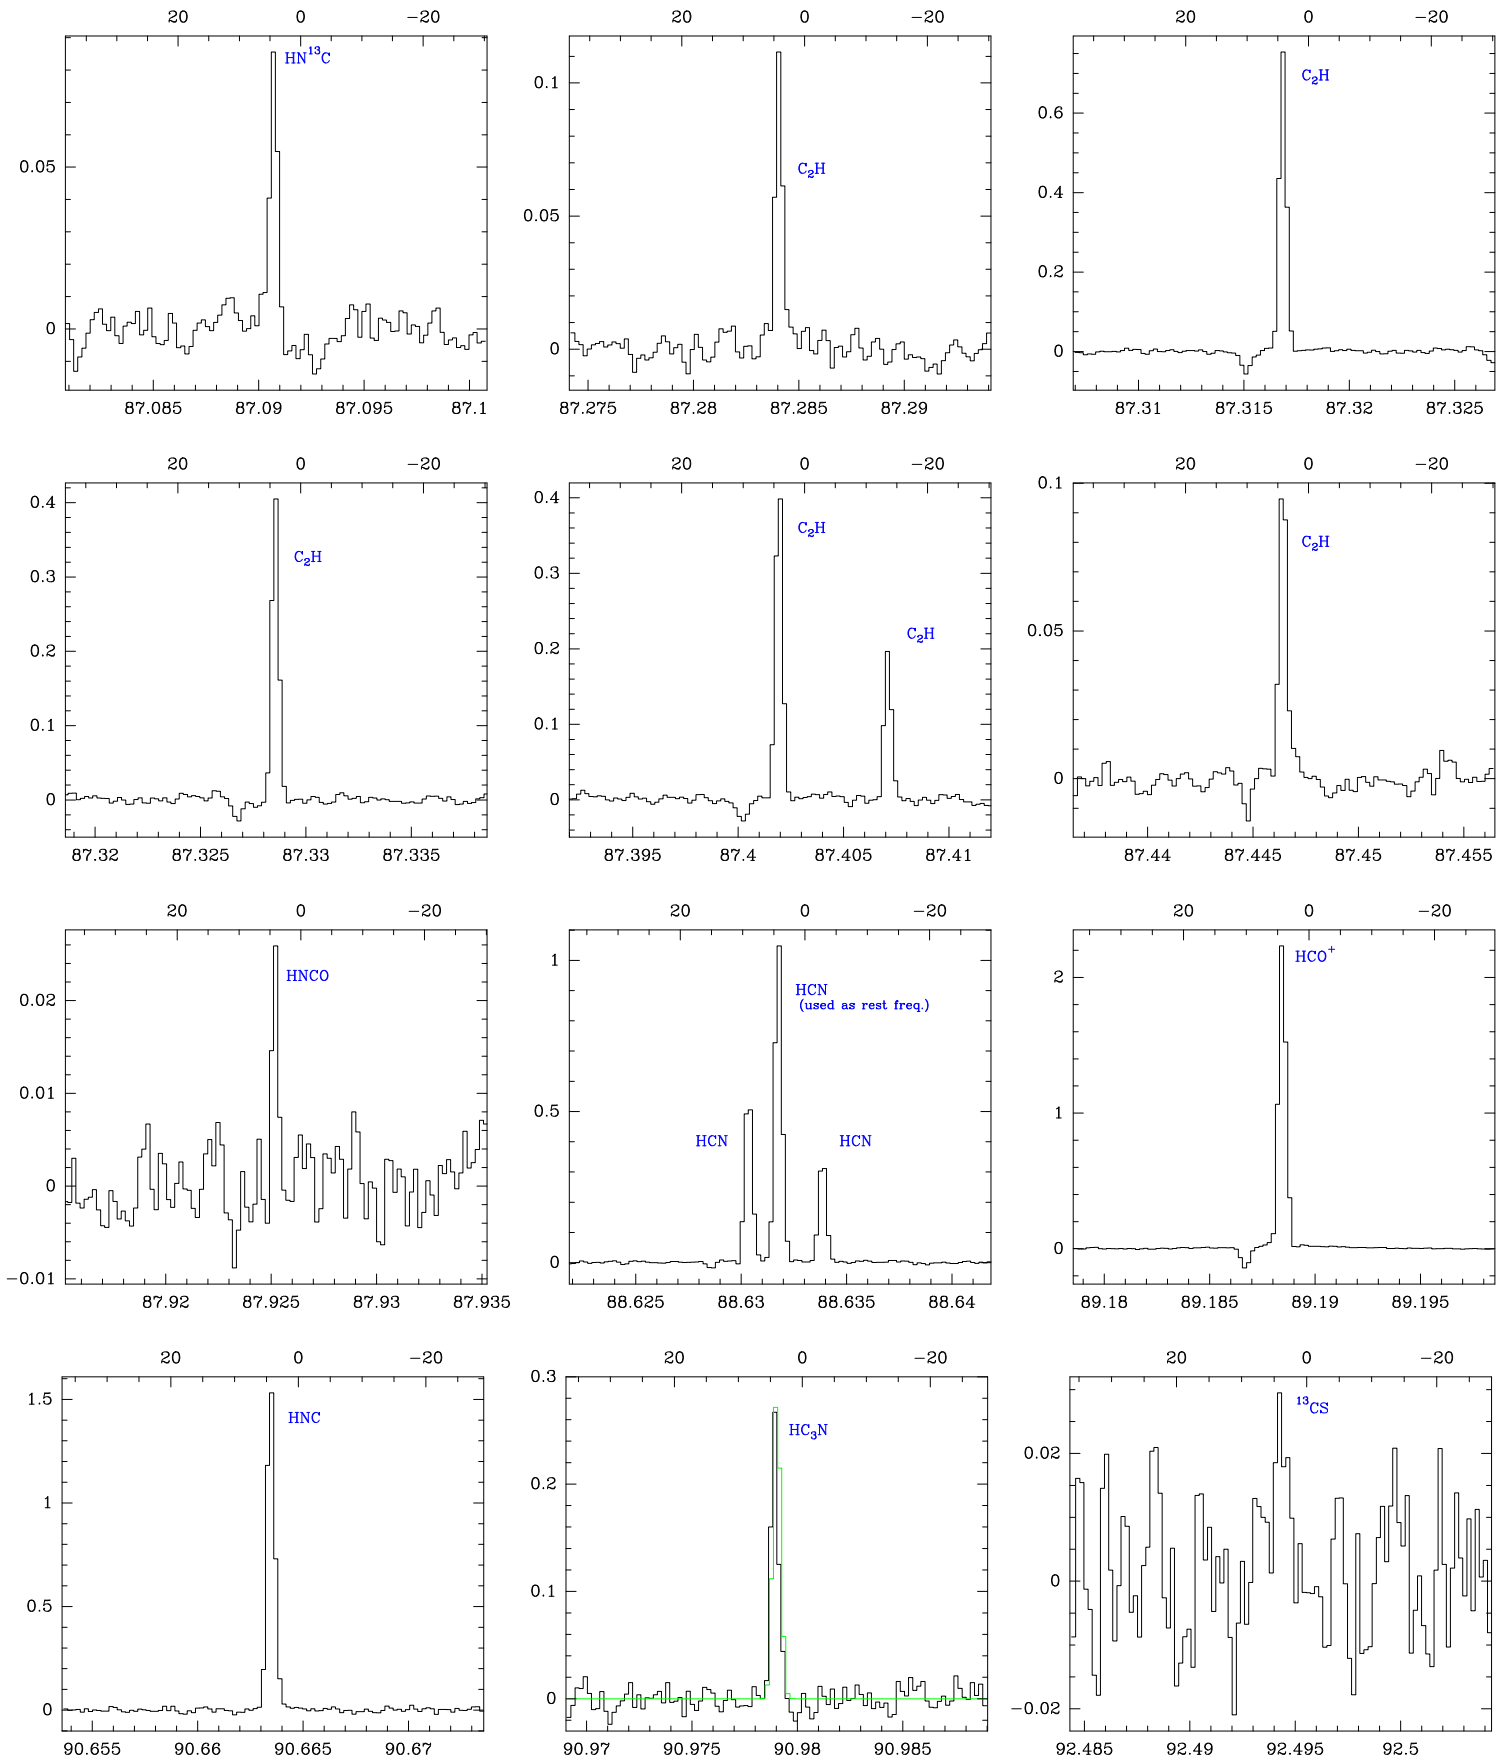 20 0 −20
20 0 −20
20 0 −20
HN¹³C
0.05
0
87.085 87.09 87.095 87.1
C₂H
0.1
0.05
0
87.275 87.28 87.285 87.29
C₂H
0.6
0.4
0.2
0
87.31 87.315 87.32 87.325
20 0 −20
20 0 −20
20 0 −20
C₂H
0.4
0.3
0.2
0.1
0
87.32 87.325 87.33 87.335
C₂H
C₂H
0.4
0.3
0.2
0.1
0
87.395 87.4 87.405 87.41
C₂H
0.1
0.05
0
87.44 87.445 87.45 87.455
20 0 −20
20 0 −20
20 0 −20
HNCO
0.02
0.01
0
−0.01
87.92 87.925 87.93 87.935
HCN
(used as rest freq.)
HCN HCN
1
0.5
0
88.625 88.63 88.635 88.64
HCO⁺
2
1
0
89.18 89.185 89.19 89.195
20 0 −20
20 0 −20
20 0 −20
HNC
1.5
1
0.5
0
90.655 90.66 90.665 90.67
HC₃N
0.3
0.2
0.1
0
90.97 90.975 90.98 90.985
¹³CS
0.02
0
−0.02
92.485 92.49 92.495 92.5